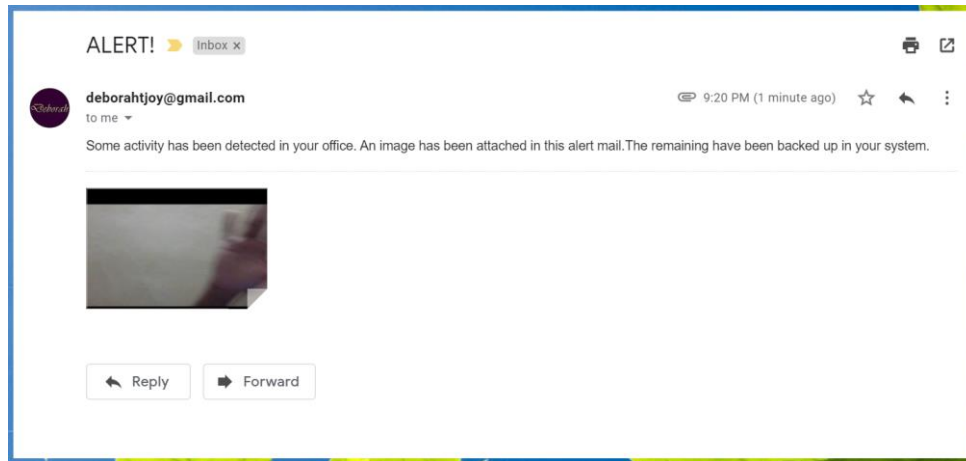 ALERT!
Inbox x
deborahtjoy@gmail.com
9:20 PM (1 minute ago)
to me
Deborah
Some activity has been detected in your office. An image has been attached in this alert mail.The remaining have been backed up in your system.
Reply
Forward